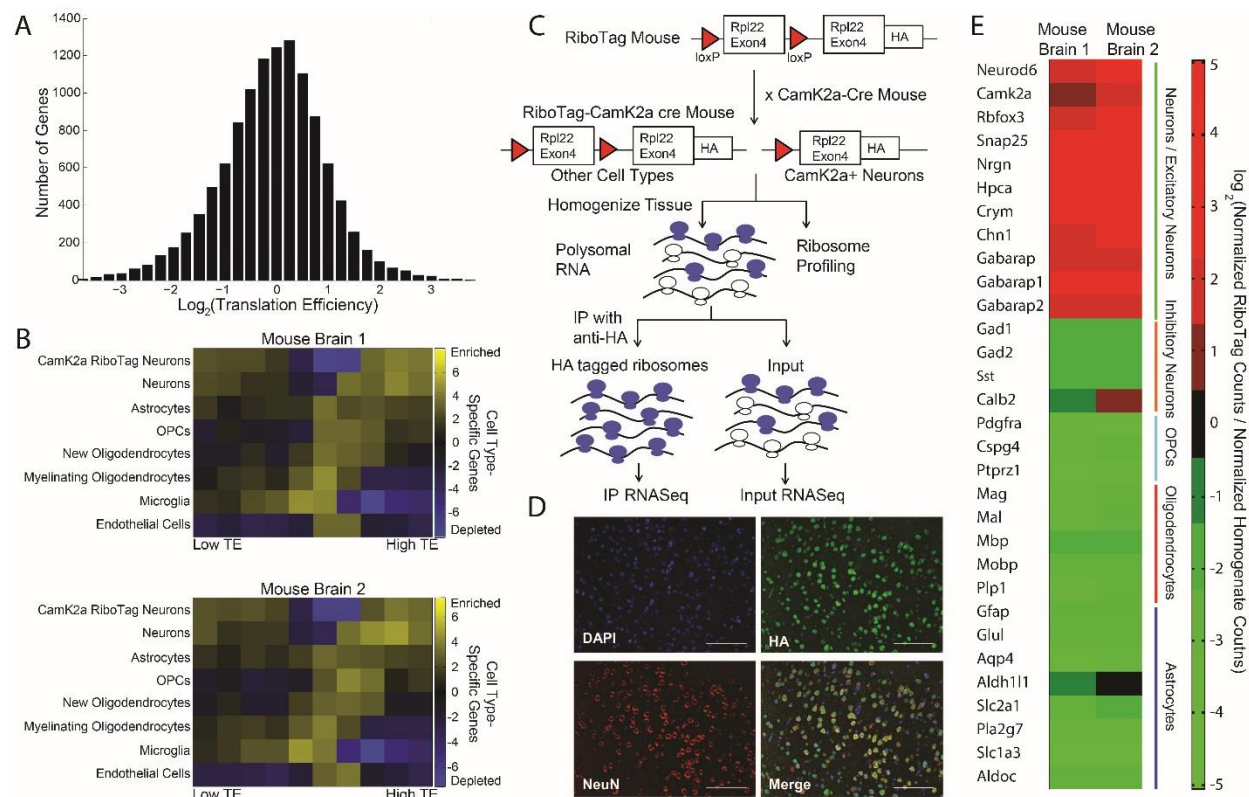 A
1400
1200
1000
800
600
400
200
0
Number of Genes
−3 −2 −1 0 1 2 3
Log2(Translation Efficiency)
B
Mouse Brain 1
CamK2a RiboTag Neurons
Neurons
Astrocytes
OPCs
New Oligodendrocytes
Myelinating Oligodendrocytes
Microglia
Endothelial Cells
Low TE High TE
Enriched
6
4
2
0
-2
-4
-6
Depleted
Cell Type-
Specific Genes
Mouse Brain 2
CamK2a RiboTag Neurons
Neurons
Astrocytes
OPCs
New Oligodendrocytes
Myelinating Oligodendrocytes
Microglia
Endothelial Cells
Low TE High TE
Enriched
6
4
2
0
-2
-4
-6
Depleted
Cell Type-
Specific Genes
C
RiboTag Mouse
Rpl22
Exon4
Rpl22
Exon4
HA
loxP loxP
x CamK2a-Cre Mouse
RiboTag-CamK2a cre Mouse
Rpl22
Exon4
Rpl22
Exon4
HA
Rpl22
Exon4
HA
Other Cell Types
CamK2a+ Neurons
Homogenize Tissue
Polysomal
RNA
Ribosome
Profiling
IP with
anti-HA
HA tagged ribosomes
Input
IP RNASeq
Input RNASeq
D
DAPI
HA
NeuN
Merge
E
Mouse
Brain 1
Mouse
Brain 2
Neurod6
Camk2a
Rbfox3
Snap25
Nrgn
Hpca
Crym
Chn1
Gabarap
Gabarap1
Gabarap2
Gad1
Gad2
Sst
Calb2
Pdgfra
Cspg4
Ptprz1
Mag
Mal
Mbp
Mobp
Plp1
Gfap
Glul
Aqp4
Aldh1l1
Slc2a1
Pla2g7
Slc1a3
Aldoc
Neurons / Excitatory Neurons
Inhibitory Neurons
OPCs
Oligodendrocytes
Astrocytes
5
4
3
2
1
0
-1
-2
-3
-4
-5
log2(Normalized RiboTag Counts / Normalized Homogenate Coutns)